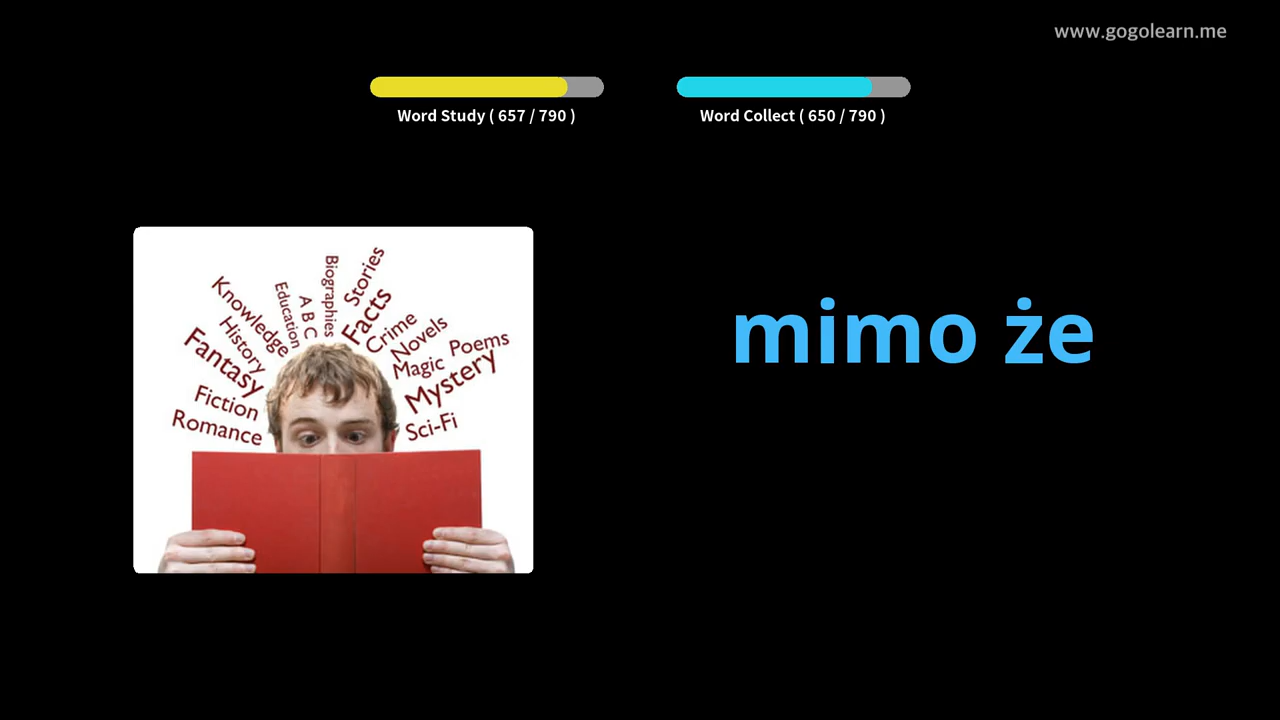 www.gogolearn.me
Word Study ( 657 / 790 )
Word Collect ( 650 / 790 )
mimo że
Romance
Fiction
Fantasy
History
Knowledge
Education
A B C
Biographies
Stories
Facts
Crime
Novels
Magic
Poems
Mystery
Sci-Fi